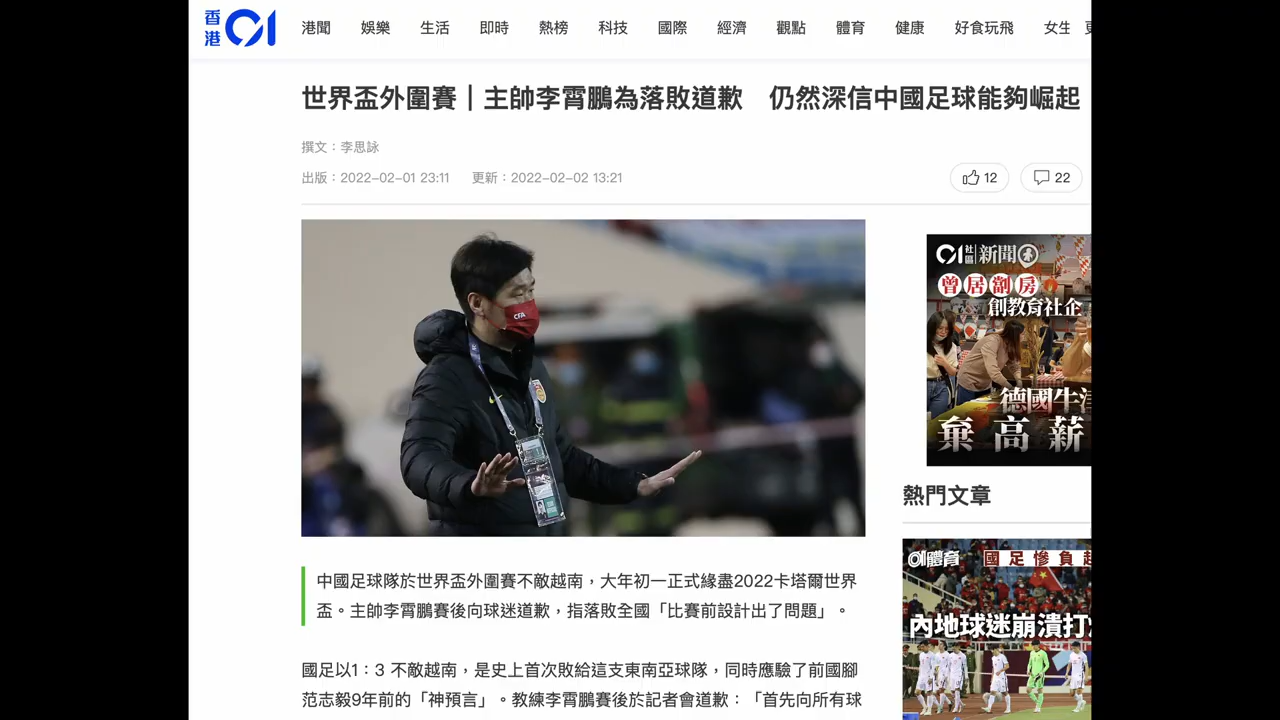 香港01
港聞 娛樂 生活 即時 熱榜 科技 國際 經濟 觀點 體育 健康 好食玩飛 女生
世界盃外圍賽｜主帥李霄鵬為落敗道歉　仍然深信中國足球能夠崛起
撰文：李思詠
出版：2022-02-01 23:11 更新：2022-02-02 13:21
12 22
CFA
01社區 新聞
曾居劏房
創教育社企
德國牛津
棄高薪
中國足球隊於世界盃外圍賽不敵越南，大年初一正式緣盡2022卡塔爾世界
盃。主帥李霄鵬賽後向球迷道歉，指落敗全國「比賽前設計出了問題」。
熱門文章
01體育 國足慘負越
內地球迷崩潰打
國足以1：3 不敵越南，是史上首次敗給這支東南亞球隊，同時應驗了前國腳
范志毅9年前的「神預言」。教練李霄鵬賽後於記者會道歉：「首先向所有球